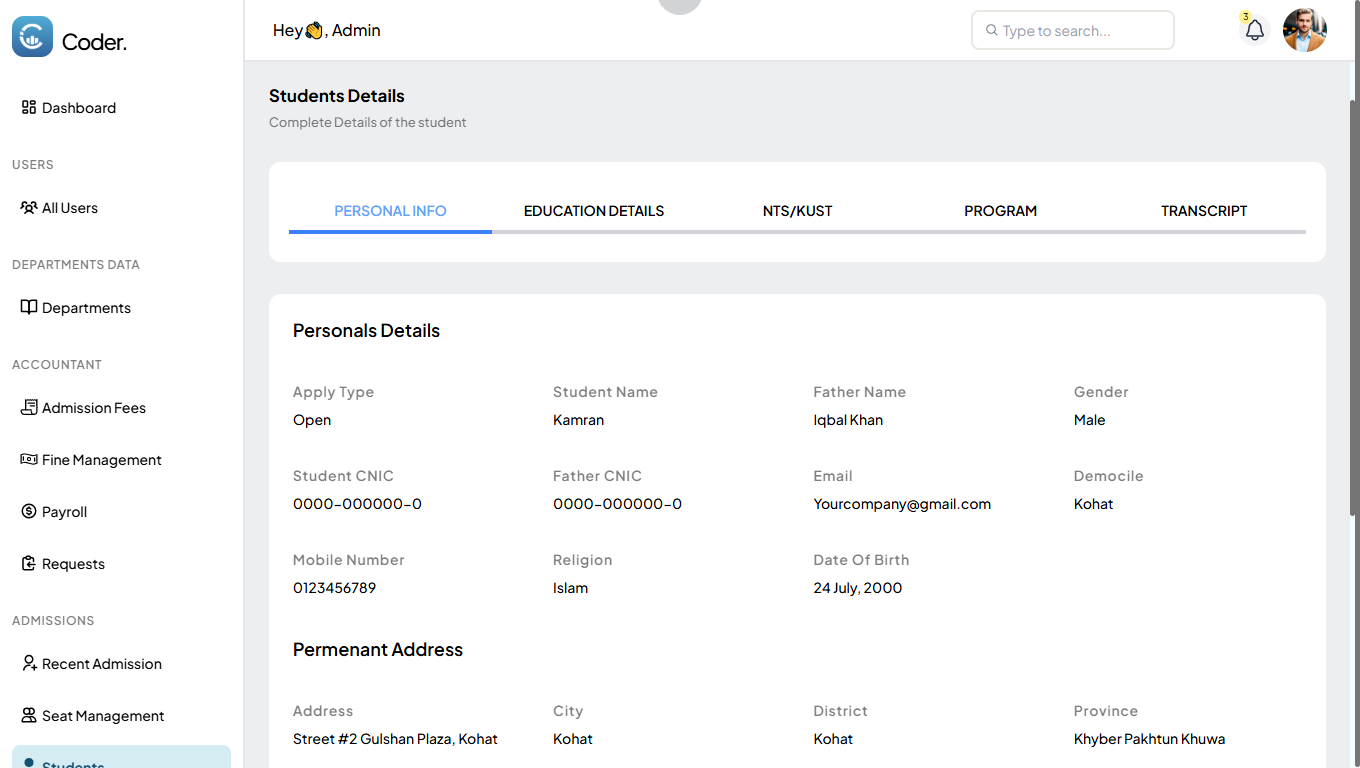 Coder.
Hey👋, Admin
Type to search...
3
Dashboard
USERS
All Users
DEPARTMENTS DATA
Departments
ACCOUNTANT
Admission Fees
Fine Management
Payroll
Requests
ADMISSIONS
Recent Admission
Seat Management
Students
Students Details
Complete Details of the student
PERSONAL INFO EDUCATION DETAILS NTS/KUST PROGRAM TRANSCRIPT
Personals Details
Apply Type Student Name Father Name Gender
Open Kamran Iqbal Khan Male
Student CNIC Father CNIC Email Democile
0000-000000-0 0000-000000-0 Yourcompany@gmail.com Kohat
Mobile Number Religion Date Of Birth
0123456789 Islam 24 July, 2000
Permenant Address
Address City District Province
Street #2 Gulshan Plaza, Kohat Kohat Kohat Khyber Pakhtun Khuwa